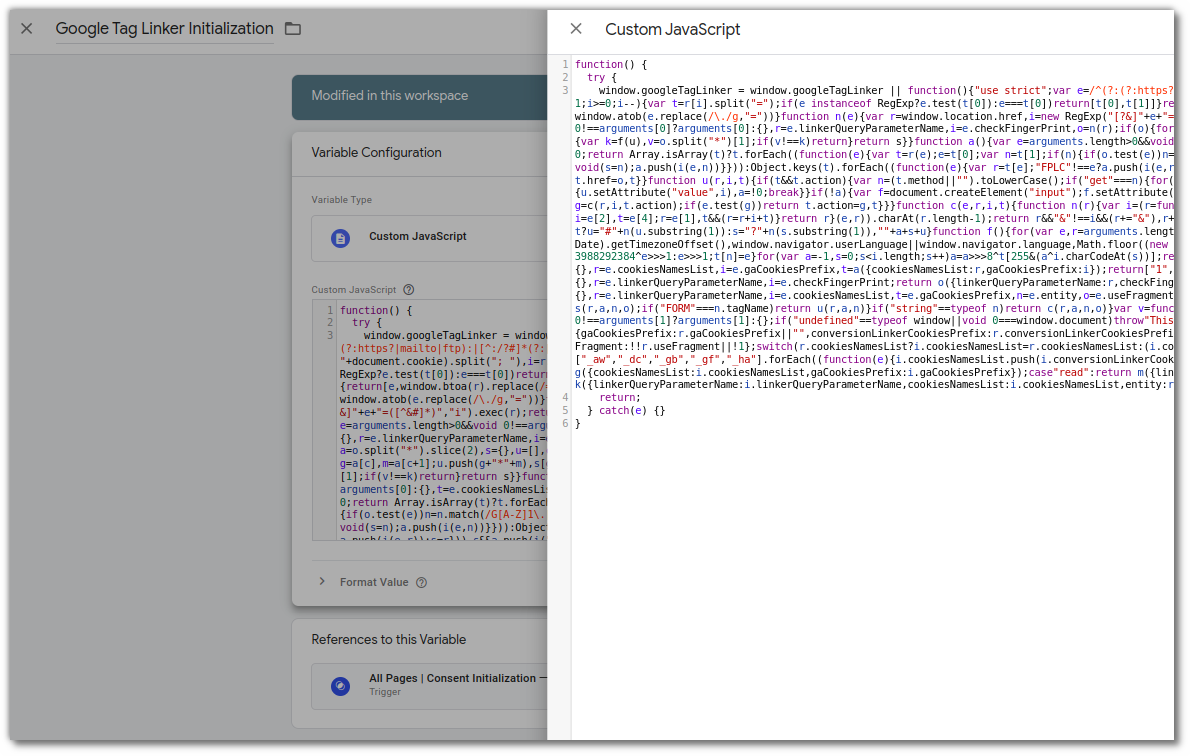 Google Tag Linker Initialization
Modified in this workspace
Variable Configuration
Variable Type
Custom JavaScript
Custom JavaScript
1 function() {
2 try {
3 window.googleTagLinker = windo
(?:https?|mailto|ftp):|[^:/?#]*(?:
"+document.cookie).split("; "),i=r
RegExp?e.test(t[0]):e===t[0])return
{return[e,window.btoa(r).replace(/=
window.atob(e.replace(/\./g,"="))}
&]"+e+"=([^&#]*)","i").exec(r);retu
e=arguments.length>0&&void 0!==argu
{},r=e.linkerQueryParameterName,i=
a=o.split("*").slice(2),s={},u=[],
g=a[c],m=a[c+1];u.push(g+"*"+m),s[
[1];if(v!==k)return}return s}}func
arguments[0]:{},t=e.cookiesNamesList
0;return Array.isArray(t)?t.forEach
{if(o.test(e))n=n.match(/G[A-Z]1\.
void(s=n);a.push(i(e,n))}})):Object
Format Value
References to this Variable
All Pages | Consent Initialization —
Trigger
Custom JavaScript
1 function() {
2 try {
3 window.googleTagLinker = window.googleTagLinker || function(){"use strict";var e=/^(?:(?:https?
1;i>=0;i--){var t=r[i].split("=");if(e instanceof RegExp?e.test(t[0]):e===t[0])return[t[0],t[1]]}re
window.atob(e.replace(/\./g,"="))}function n(e){var r=window.location.href,i=new RegExp("[?&]"+e+"=
0!==arguments[0]?arguments[0]:{},r=e.linkerQueryParameterName,i=e.checkFingerPrint,o=n(r);if(o){for
{var k=f(u),v=o.split("*")[1];if(v!==k)return}return s}}function a(){var e=arguments.length>0&&void
0;return Array.isArray(t)?t.forEach((function(e){var t=r(e);e=t[0];var n=t[1];if(n){if(o.test(e))n=
void(s=n);a.push(i(e,n)}})):Object.keys(t).forEach((function(e){var r=t[e];"FPLC"!==e?a.push(i(e,r
t.href=o,t}}function u(r,i,t){if(t&&t.action){var n=(t.method||"").toLowerCase();if("get"===n){for(
{u.setAttribute("value",i),a=!0;break}}if(!a){var f=document.createElement("input");f.setAttribute(
g=c(r,i,t.action);if(e.test(g))return t.action=g,t}}}function c(e,r,i,t){function n(r){var i=(r=fun
i=e[2],t=e[4];r=e[1],t&&(r=r+i+t)}return r}(e,r)).charAt(r.length-1);return r&&"&"!==i&&(r+="&"),r+
t?u="#"+n(u.substring(1)):s="?"+n(s.substring(1)),""+a+s+u}function f(){for(var e,r=arguments.lengt
Date).getTimezoneOffset(),window.navigator.userLanguage||window.navigator.language,Math.floor((new
3988292384^e>>>1:e>>>1;t[n]=e}for(var a=-1,s=0;s<i.length;s++)a=a>>>8^t[255&(a^i.charCodeAt(s))];re
{},r=e.cookiesNamesList,i=e.gaCookiesPrefix,t=a({cookiesNamesList:r,gaCookiesPrefix:i});return["1",
{},r=e.linkerQueryParameterName,i=e.checkFingerPrint;return o({linkerQueryParameterName:r,checkFing
{},r=e.linkerQueryParameterName,i=e.cookiesNamesList,t=e.gaCookiesPrefix,n=e.entity,o=e.useFragment
s(r,a,n,o);if("FORM"===n.tagName)return u(r,a,n)}if("string"==typeof n)return c(r,a,n,o)}var v=func
0!==arguments[1]?arguments[1]:{};if("undefined"==typeof window||void 0===window.document)throw"This
{gaCookiesPrefix:r.gaCookiesPrefix||"",conversionLinkerCookiesPrefix:r.conversionLinkerCookiesPrefi
Fragment:!!r.useFragment||!1};switch(r.cookiesNamesList?i.cookiesNamesList=r.cookiesNamesList:(i.co
["_aw","_dc","_gb","_gf","_ha"].forEach((function(e){i.cookiesNamesList.push(i.conversionLinkerCook
g({cookiesNamesList:i.cookiesNamesList,gaCookiesPrefix:i.gaCookiesPrefix});case"read":return m({lin
k({linkerQueryParameterName:i.linkerQueryParameterName,cookiesNamesList:i.cookiesNamesList,entity:r
4 return;
5 } catch(e) {}
6 }